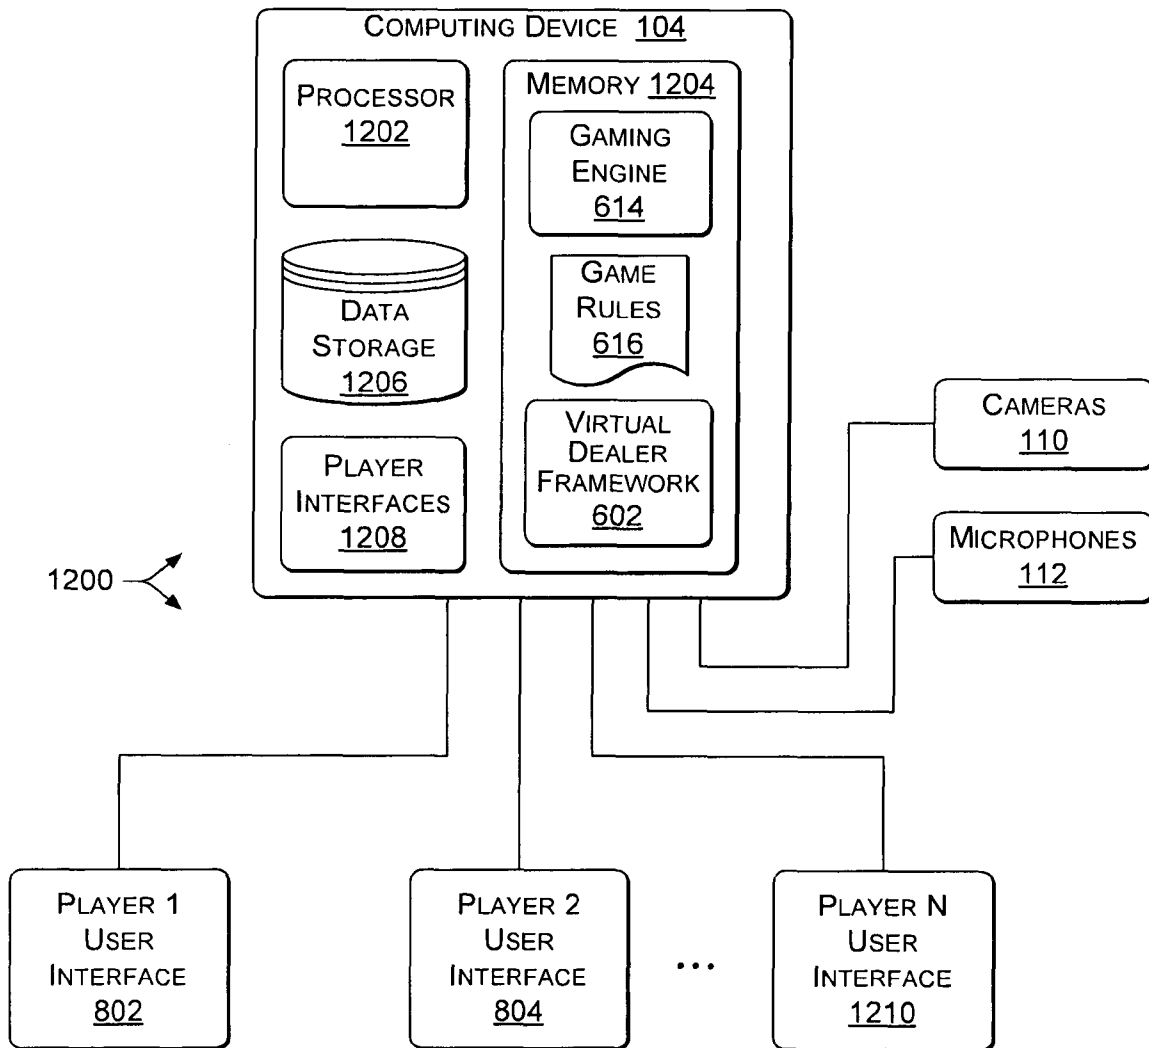 COMPUTING DEVICE 104
PROCESSOR
1202
DATA
STORAGE
1206
PLAYER
INTERFACES
1208
MEMORY 1204
GAMING
ENGINE
614
GAME
RULES
616
VIRTUAL
DEALER
FRAMEWORK
602
CAMERAS
110
MICROPHONES
112
1200
PLAYER 1
USER
INTERFACE
802
PLAYER 2
USER
INTERFACE
804
...
PLAYER N
USER
INTERFACE
1210